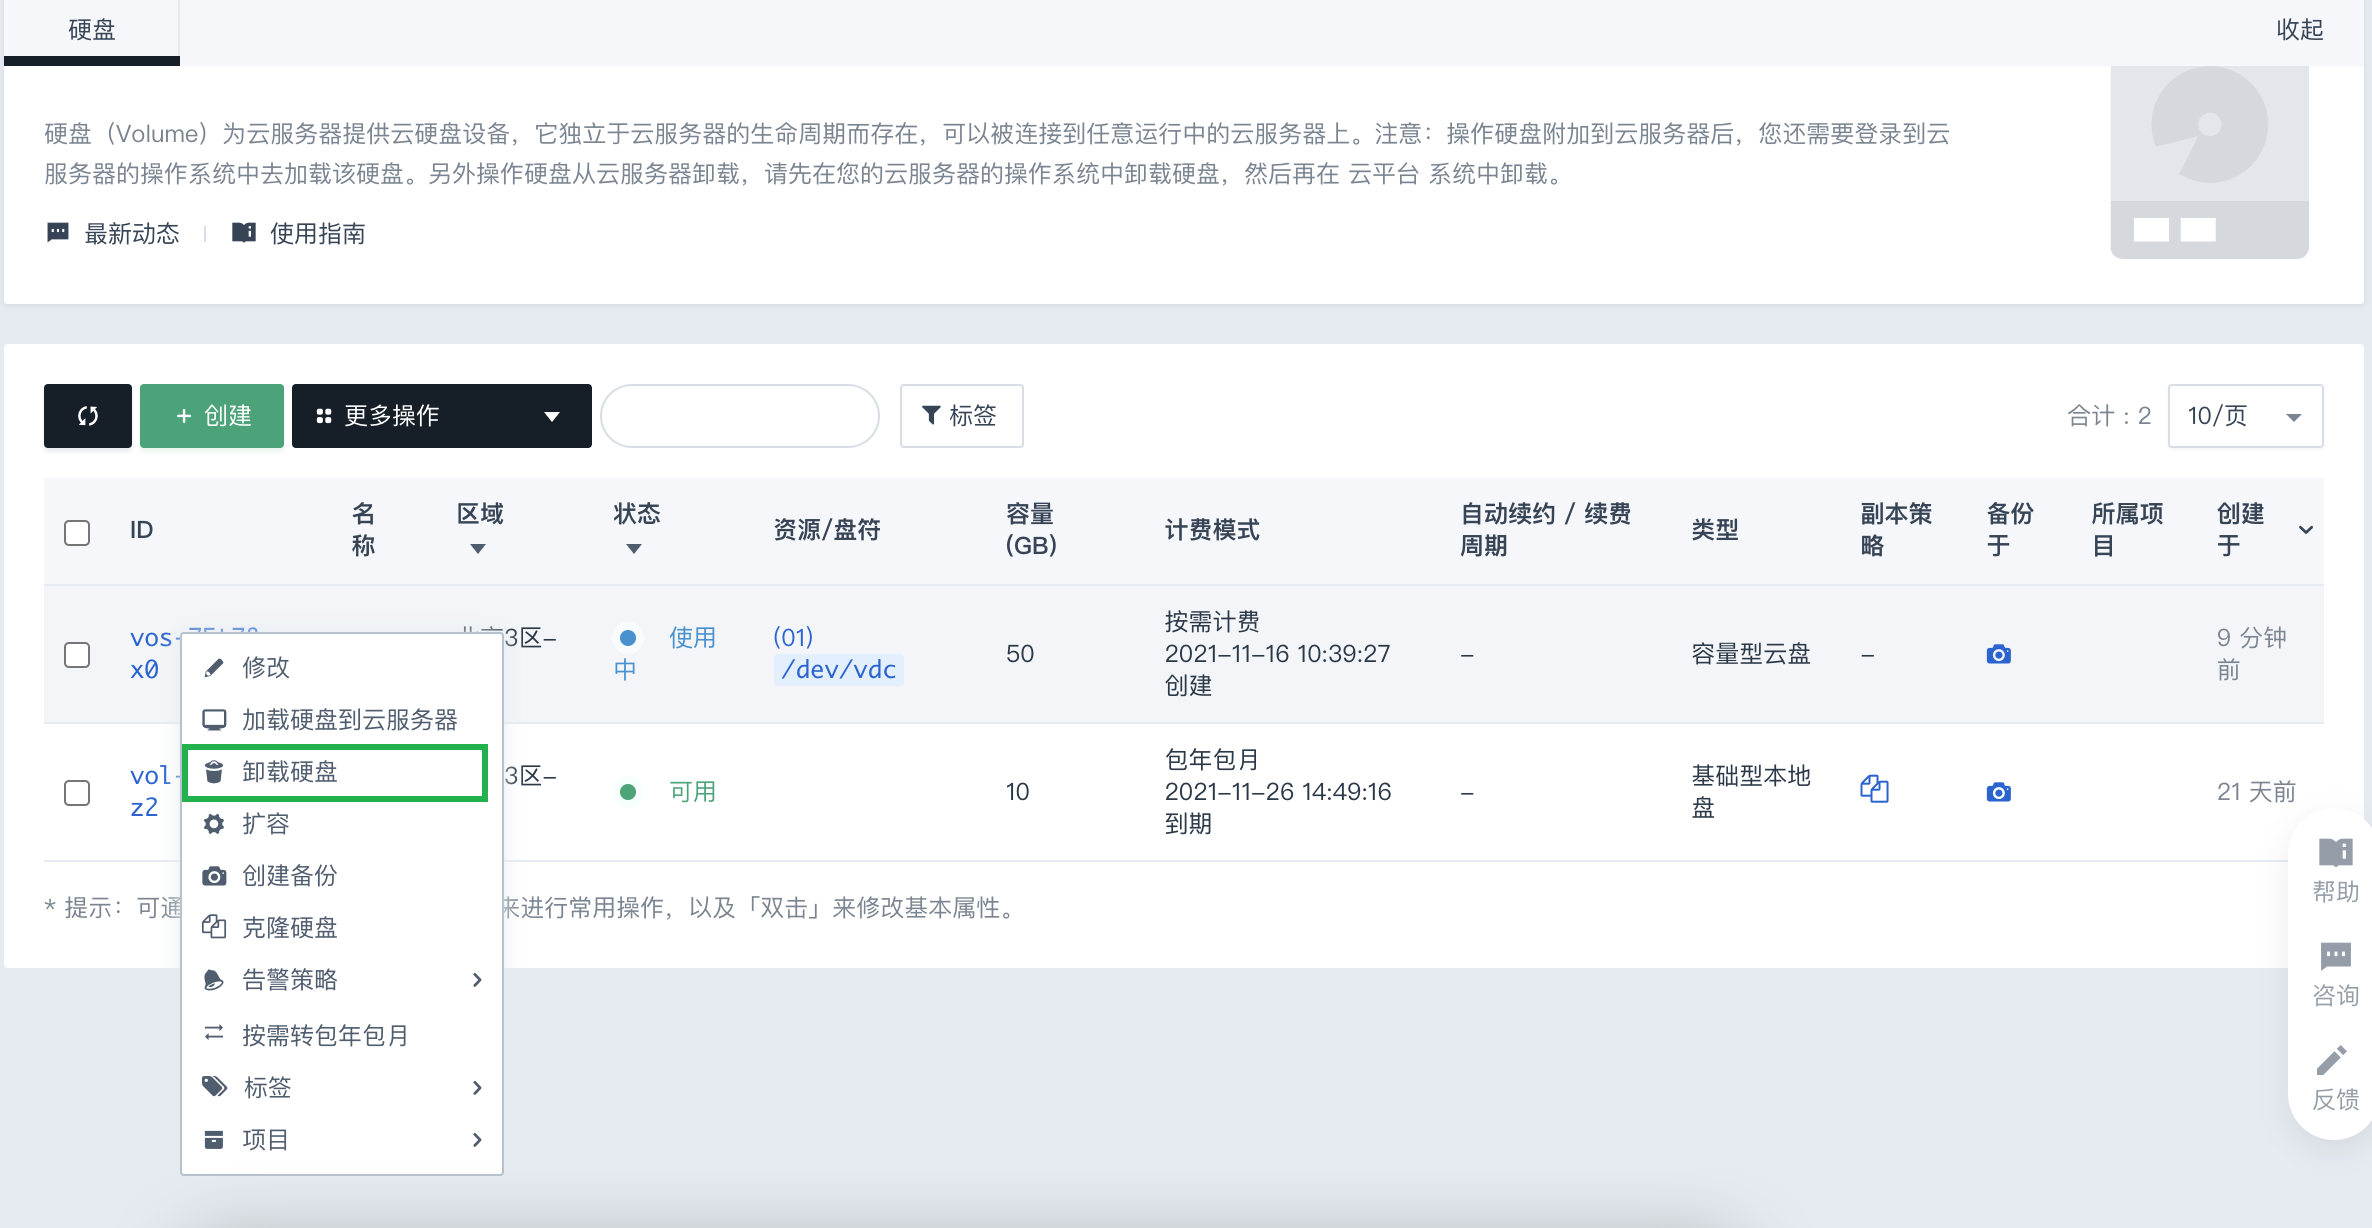 硬盘
收起
硬盘（Volume）为云服务器提供云硬盘设备，它独立于云服务器的生命周期而存在，可以被连接到任意运行中的云服务器上。注意：操作硬盘附加到云服务器后，您还需要登录到云
服务器的操作系统中去加载该硬盘。另外操作硬盘从云服务器卸载，请先在您的云服务器的操作系统中卸载硬盘，然后再在 云平台 系统中卸载。
最新动态
使用指南
+ 创建
更多操作
标签
合计：2
10/页
ID
名称
区域
状态
资源/盘符
容量
(GB)
计费模式
自动续约 / 续费
周期
类型
副本策
略
备份
于
所属项
目
创建
于
vos-
x0
3区–
使用
中
(01)
/dev/vdc
50
按需计费
2021–11–16 10:39:27
创建
–
容量型云盘
–
9 分钟
前
vol-
z2
3区–
可用
10
包年包月
2021–11–26 14:49:16
到期
–
基础型本地
盘
21 天前
* 提示：可通
来进行常用操作，以及「双击」来修改基本属性。
修改
加载硬盘到云服务器
卸载硬盘
扩容
创建备份
克隆硬盘
告警策略
按需转包年包月
标签
项目
帮助
咨询
反馈